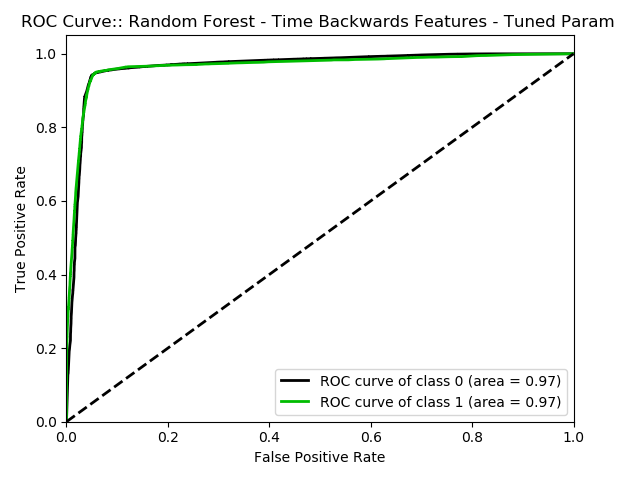 ROC Curve:: Random Forest - Time Backwards Features - Tuned Param
1.0
0.8
0.6
0.4
0.2
0.0
True Positive Rate
ROC curve of class 0 (area = 0.97)
ROC curve of class 1 (area = 0.97)
0.0 0.2 0.4 0.6 0.8 1.0
False Positive Rate